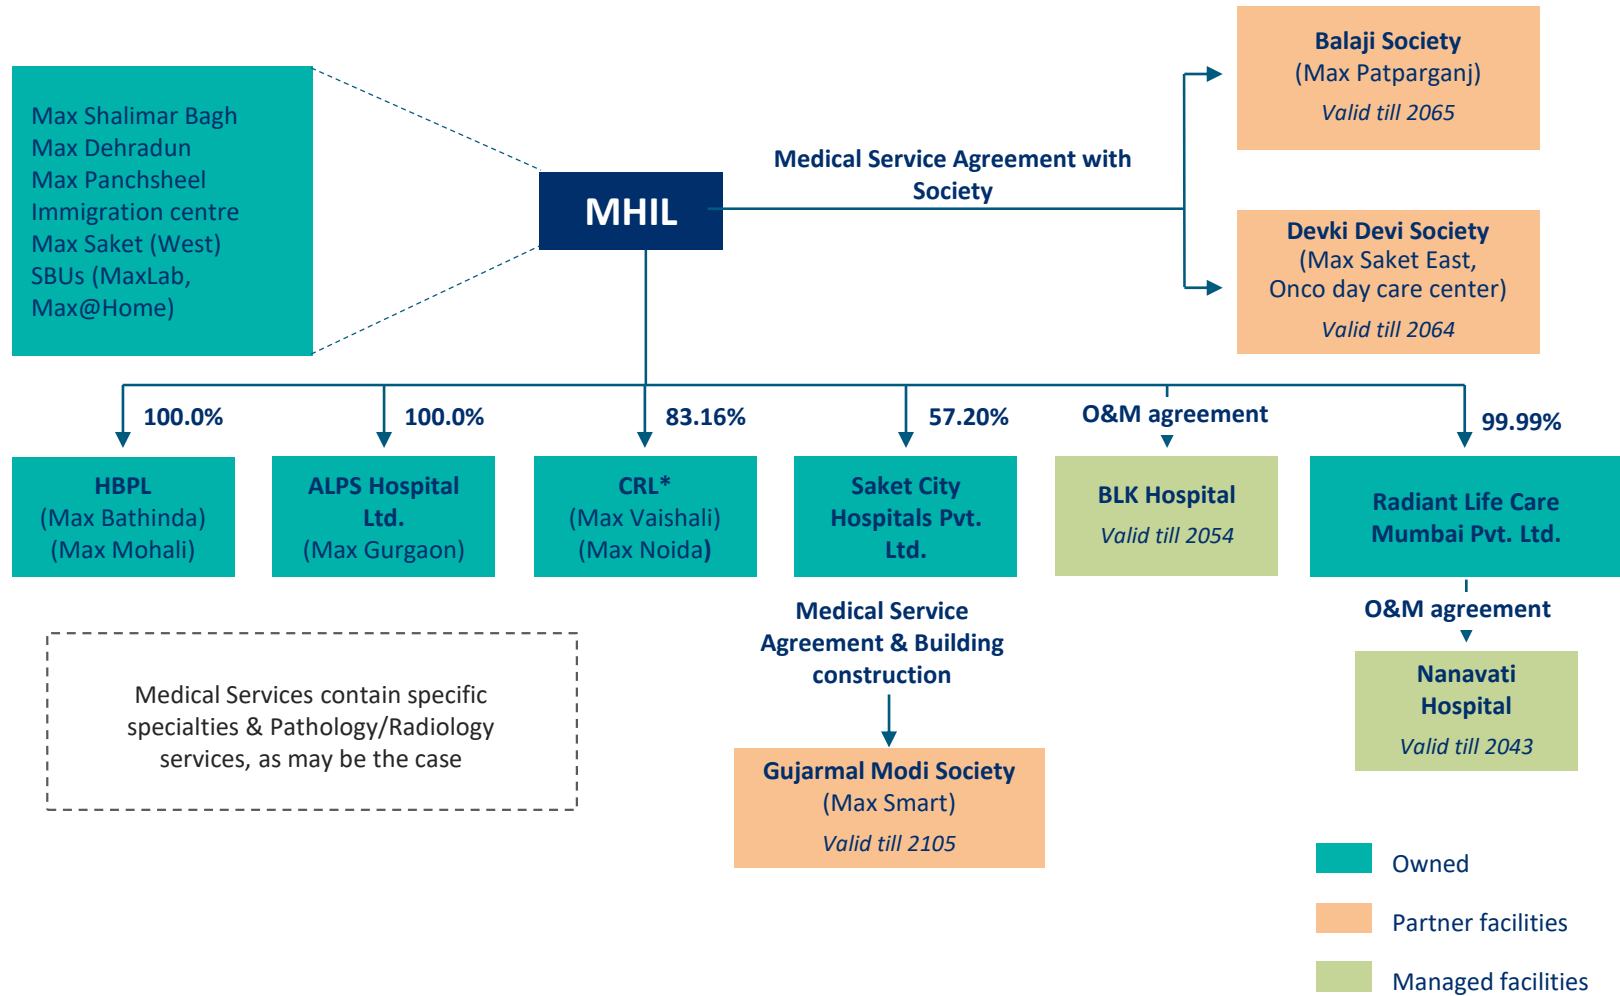 Balaji Society
(Max Patparganj)
Valid till 2065
Max Shalimar Bagh
Max Dehradun
Max Panchsheel
Immigration centre
Max Saket (West)
SBUs (MaxLab,
Max@Home)
MHIL
Medical Service Agreement with
Society
Devki Devi Society
(Max Saket East,
Onco day care center)
Valid till 2064
100.0%
100.0%
83.16%
57.20%
O&M agreement
99.99%
HBPL
(Max Bathinda)
(Max Mohali)
ALPS Hospital
Ltd.
(Max Gurgaon)
CRL*
(Max Vaishali)
(Max Noida)
Saket City
Hospitals Pvt.
Ltd.
BLK Hospital
Valid till 2054
Radiant Life Care
Mumbai Pvt. Ltd.
Medical Service
Agreement & Building
construction
O&M agreement
Medical Services contain specific
specialties & Pathology/Radiology
services, as may be the case
Nanavati
Hospital
Valid till 2043
Gujarmal Modi Society
(Max Smart)
Valid till 2105
Owned
Partner facilities
Managed facilities